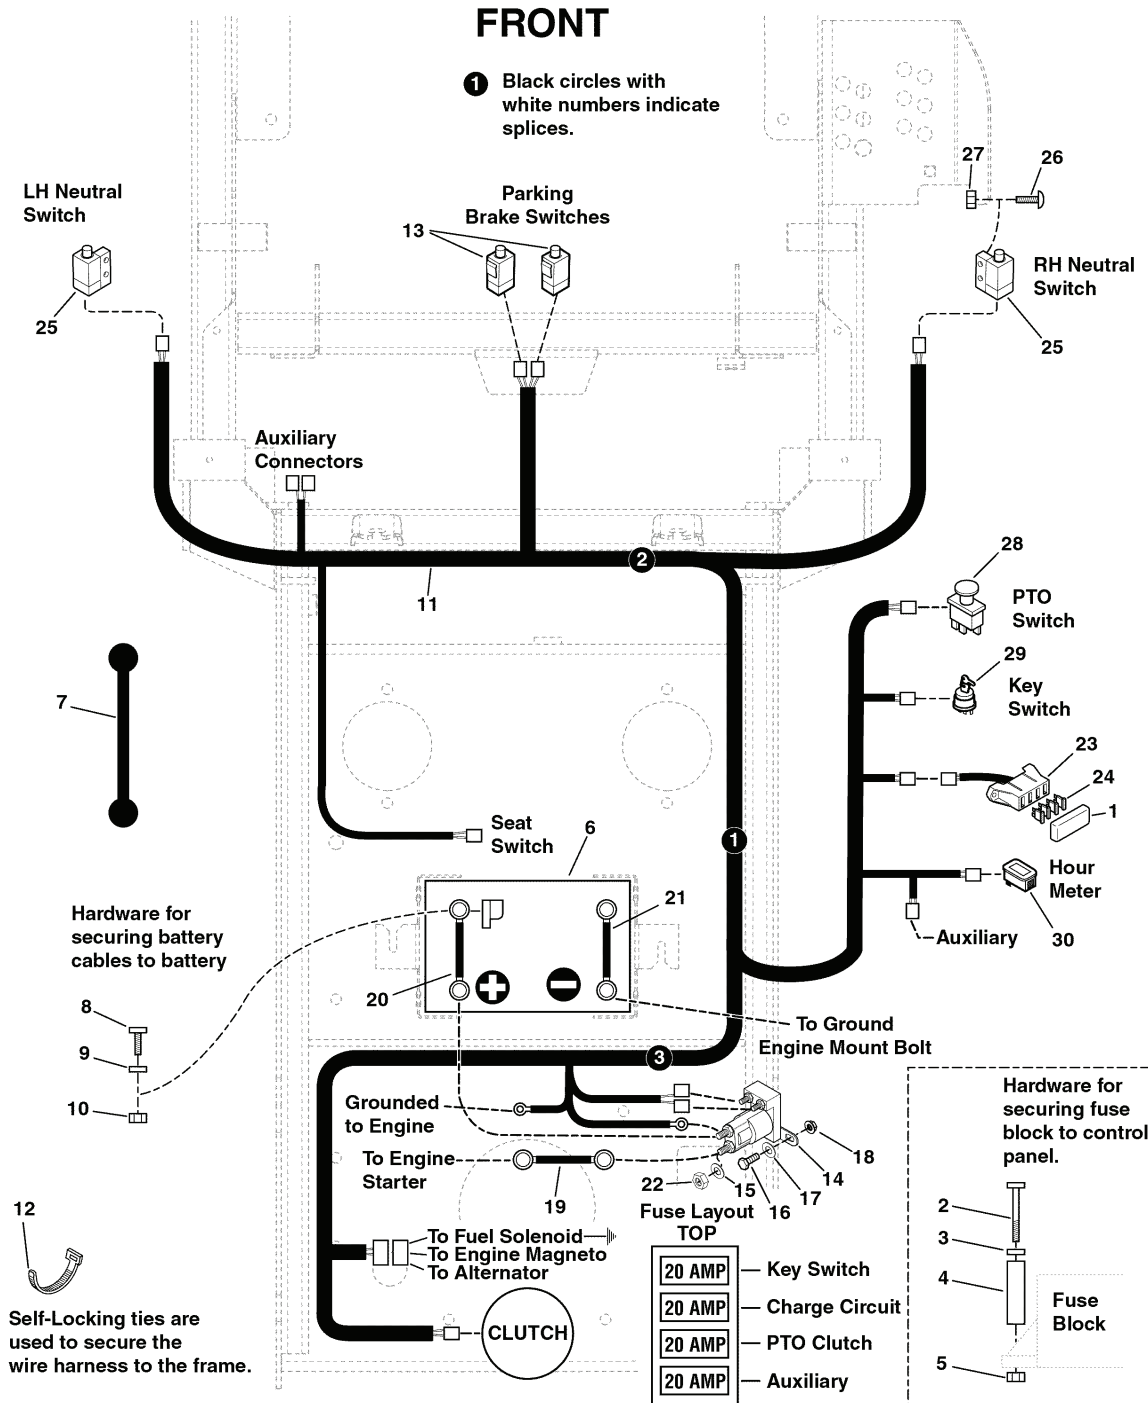 FRONT
1 Black circles with
white numbers indicate
splices.
LH Neutral
Switch
25
Parking
Brake Switches
13
27
26
RH Neutral
Switch
25
Auxiliary
Connectors
2
11
28
PTO
Switch
29
Key
Switch
7
23
24
1
Seat
Switch
6
1
Hour
Meter
30
Auxiliary
21
20
Hardware for
securing battery
cables to battery
8
9
10
To Ground
Engine Mount Bolt
3
Grounded
to Engine
To Engine
Starter
19
18
14
17
16
15
22
Hardware for
securing fuse
block to control
panel.
2
3
4
Fuse
Block
5
12
Self-Locking ties are
used to secure the
wire harness to the frame.
To Fuel Solenoid
To Engine Magneto
To Alternator
CLUTCH
Fuse Layout
TOP
20 AMP Key Switch
20 AMP Charge Circuit
20 AMP PTO Clutch
20 AMP Auxiliary